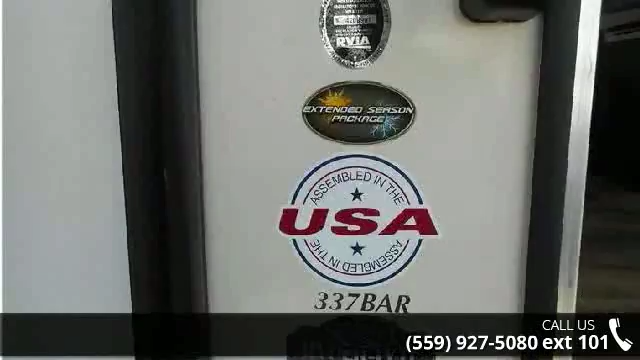 RVIA
EXTENDED SEASON
PACKAGE
ASSEMBLED IN THE
USA
ASSEMBLED IN THE
337BAR
CALL US
(559) 927-5080 ext 101